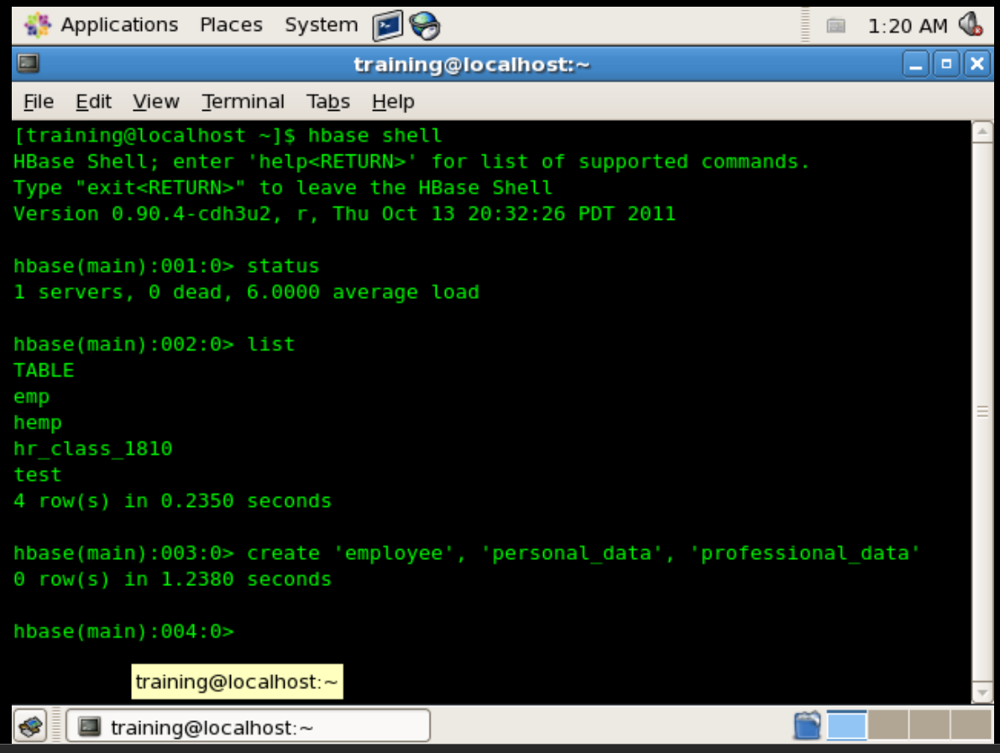 Applications Places System 1:20 AM
training@localhost:~
File Edit View Terminal Tabs Help
[training@localhost ~]$ hbase shell
HBase Shell; enter 'help<RETURN>' for list of supported commands.
Type "exit<RETURN>" to leave the HBase Shell
Version 0.90.4-cdh3u2, r, Thu Oct 13 20:32:26 PDT 2011
hbase(main):001:0> status
1 servers, 0 dead, 6.0000 average load
hbase(main):002:0> list
TABLE
emp
hemp
hr_class_1810
test
4 row(s) in 0.2350 seconds
hbase(main):003:0> create 'employee', 'personal_data', 'professional_data'
0 row(s) in 1.2380 seconds
hbase(main):004:0>
training@localhost:~
training@localhost:~